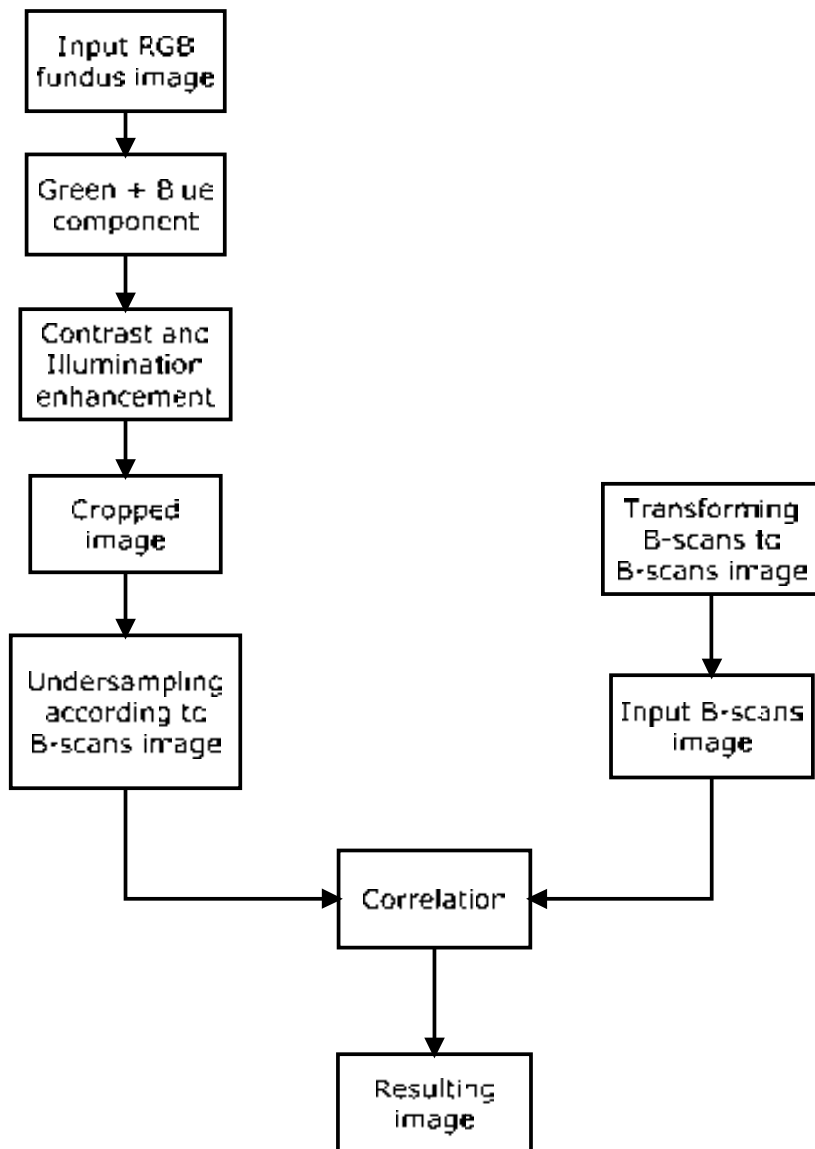 Input RGB
fundus image
Green + Blue
component
Contrast and
Illumination
enhancement
Cropped
image
Undersampling
according to
B-scans image
Transforming
B-scans to
B-scans image
Input B-scans
image
Correlation
Resulting
image